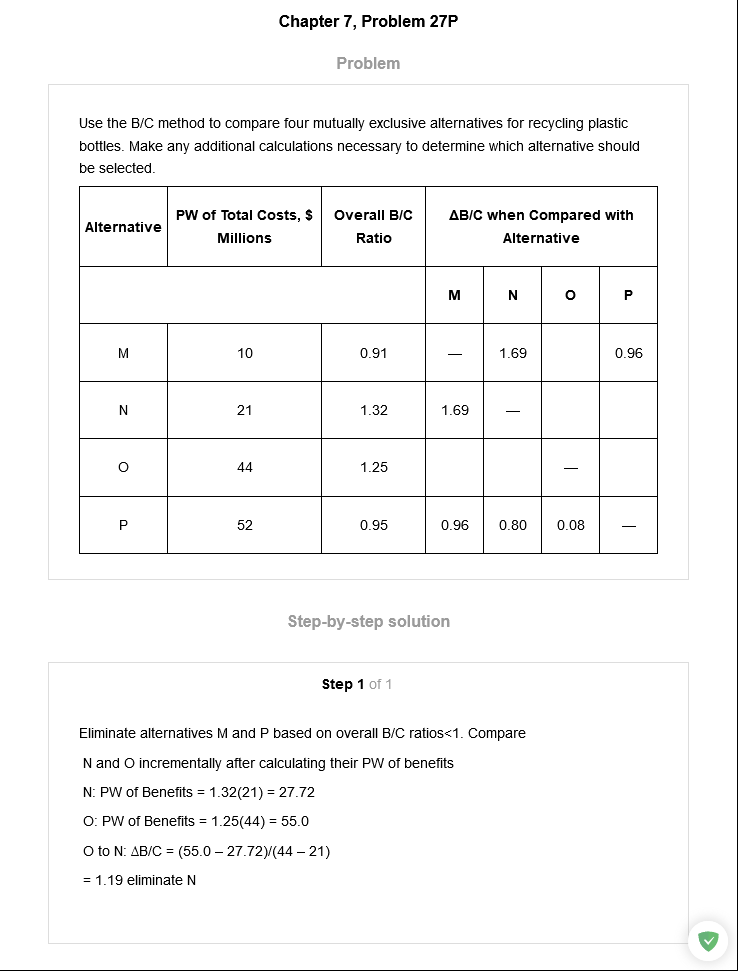 Chapter 7, Problem 27P
Problem
Use the B/C method to compare four mutually exclusive alternatives for recycling plastic
bottles. Make any additional calculations necessary to determine which alternative should
be selected.
Alternative PW of Total Costs, $ Millions Overall B/C Ratio ΔB/C when Compared with Alternative
M N O P
M 10 0.91 — 1.69 0.96
N 21 1.32 1.69 —
O 44 1.25 —
P 52 0.95 0.96 0.80 0.08 —
Step-by-step solution
Step 1 of 1
Eliminate alternatives M and P based on overall B/C ratios<1. Compare
N and O incrementally after calculating their PW of benefits
N: PW of Benefits = 1.32(21) = 27.72
O: PW of Benefits = 1.25(44) = 55.0
O to N: ΔB/C = (55.0 – 27.72)/(44 – 21)
= 1.19 eliminate N